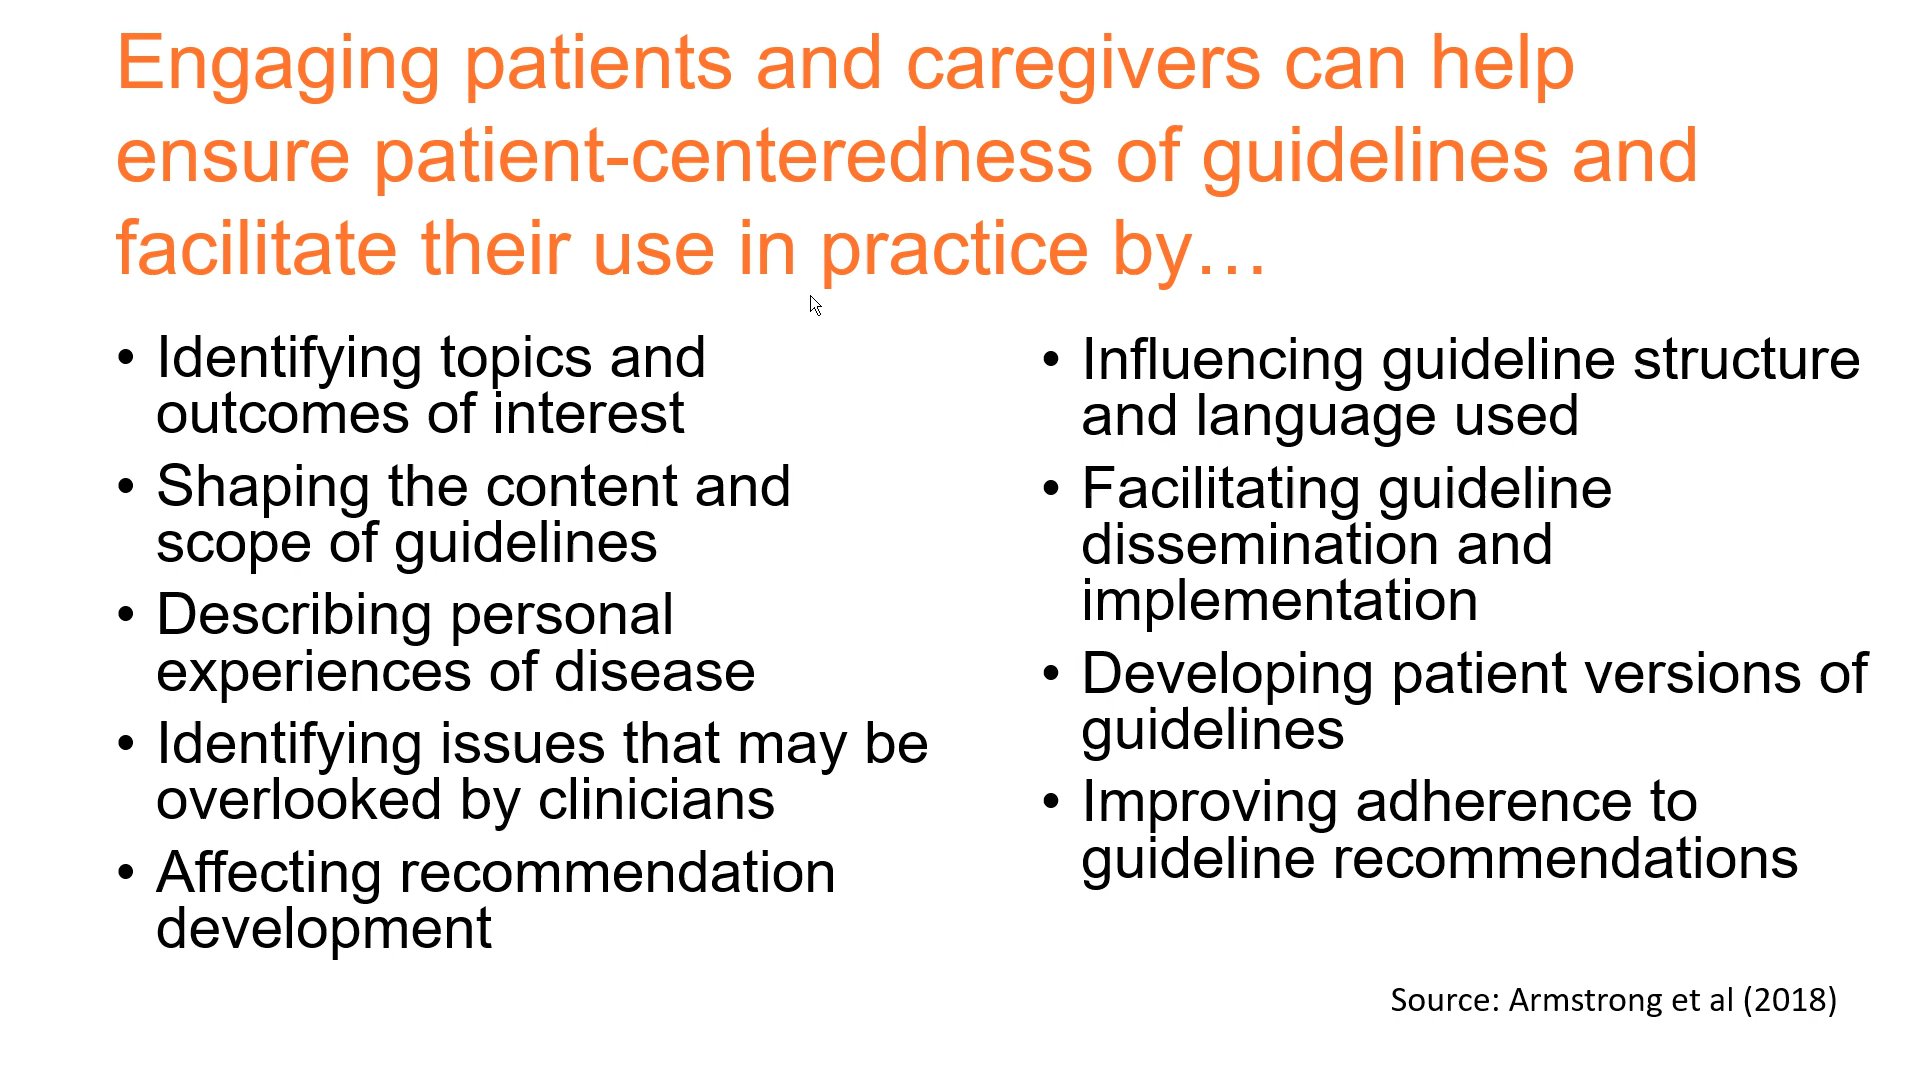 Engaging patients and caregivers can help
ensure patient-centeredness of guidelines and
facilitate their use in practice by…
• Identifying topics and
outcomes of interest
• Shaping the content and
scope of guidelines
• Describing personal
experiences of disease
• Identifying issues that may be
overlooked by clinicians
• Affecting recommendation
development
• Influencing guideline structure
and language used
• Facilitating guideline
dissemination and
implementation
• Developing patient versions of
guidelines
• Improving adherence to
guideline recommendations
Source: Armstrong et al (2018)